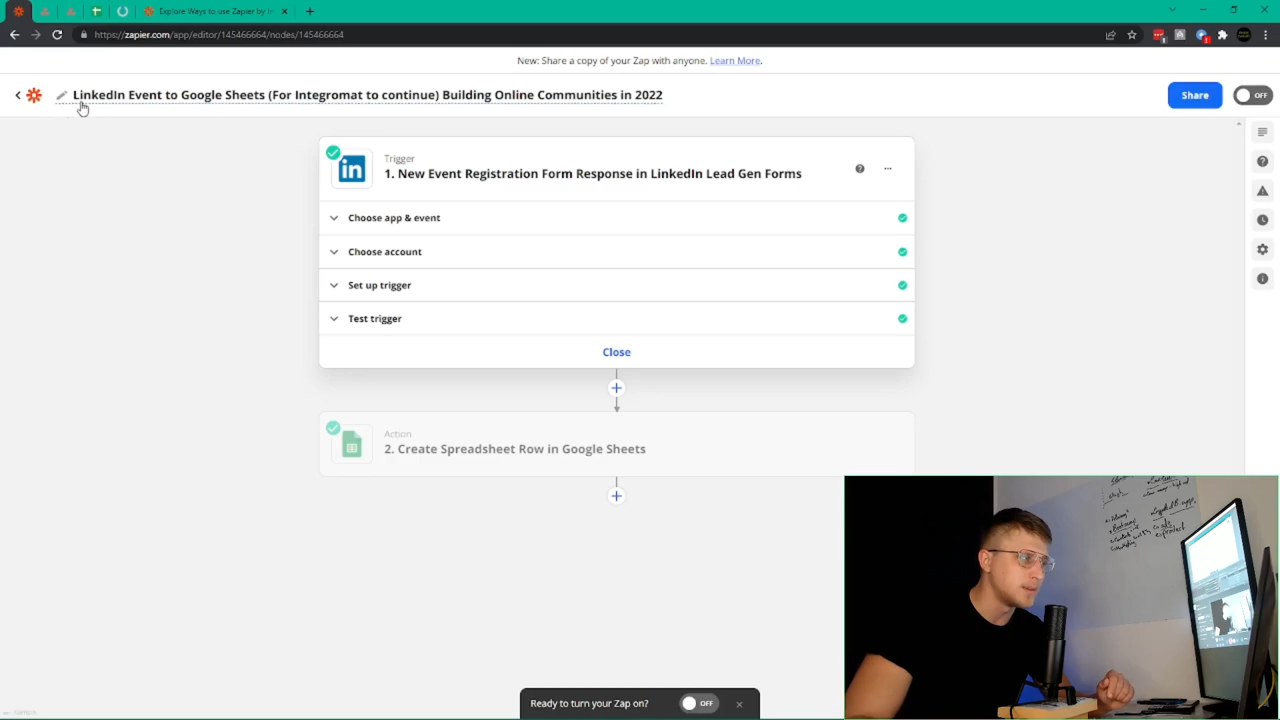 Explore Ways to use Zapier by In
https://zapier.com/app/editor/145466664/nodes/145466664
New: Share a copy of your Zap with anyone. Learn More.
LinkedIn Event to Google Sheets (For Integromat to continue) Building Online Communities in 2022
Share
OFF
Trigger
1. New Event Registration Form Response in LinkedIn Lead Gen Forms
Choose app & event
Choose account
Set up trigger
Test trigger
Close
Action
2. Create Spreadsheet Row in Google Sheets
Ready to turn your Zap on?
OFF